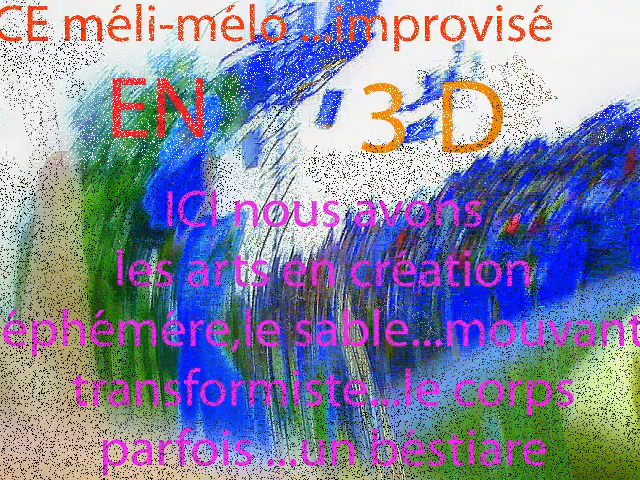 CE méli-mélo ...improvisé
EN 3 D
ICI nous avons
les arts en création
éphémére,le sable...mouvant
transformiste...le corps
parfois ...un béstiare